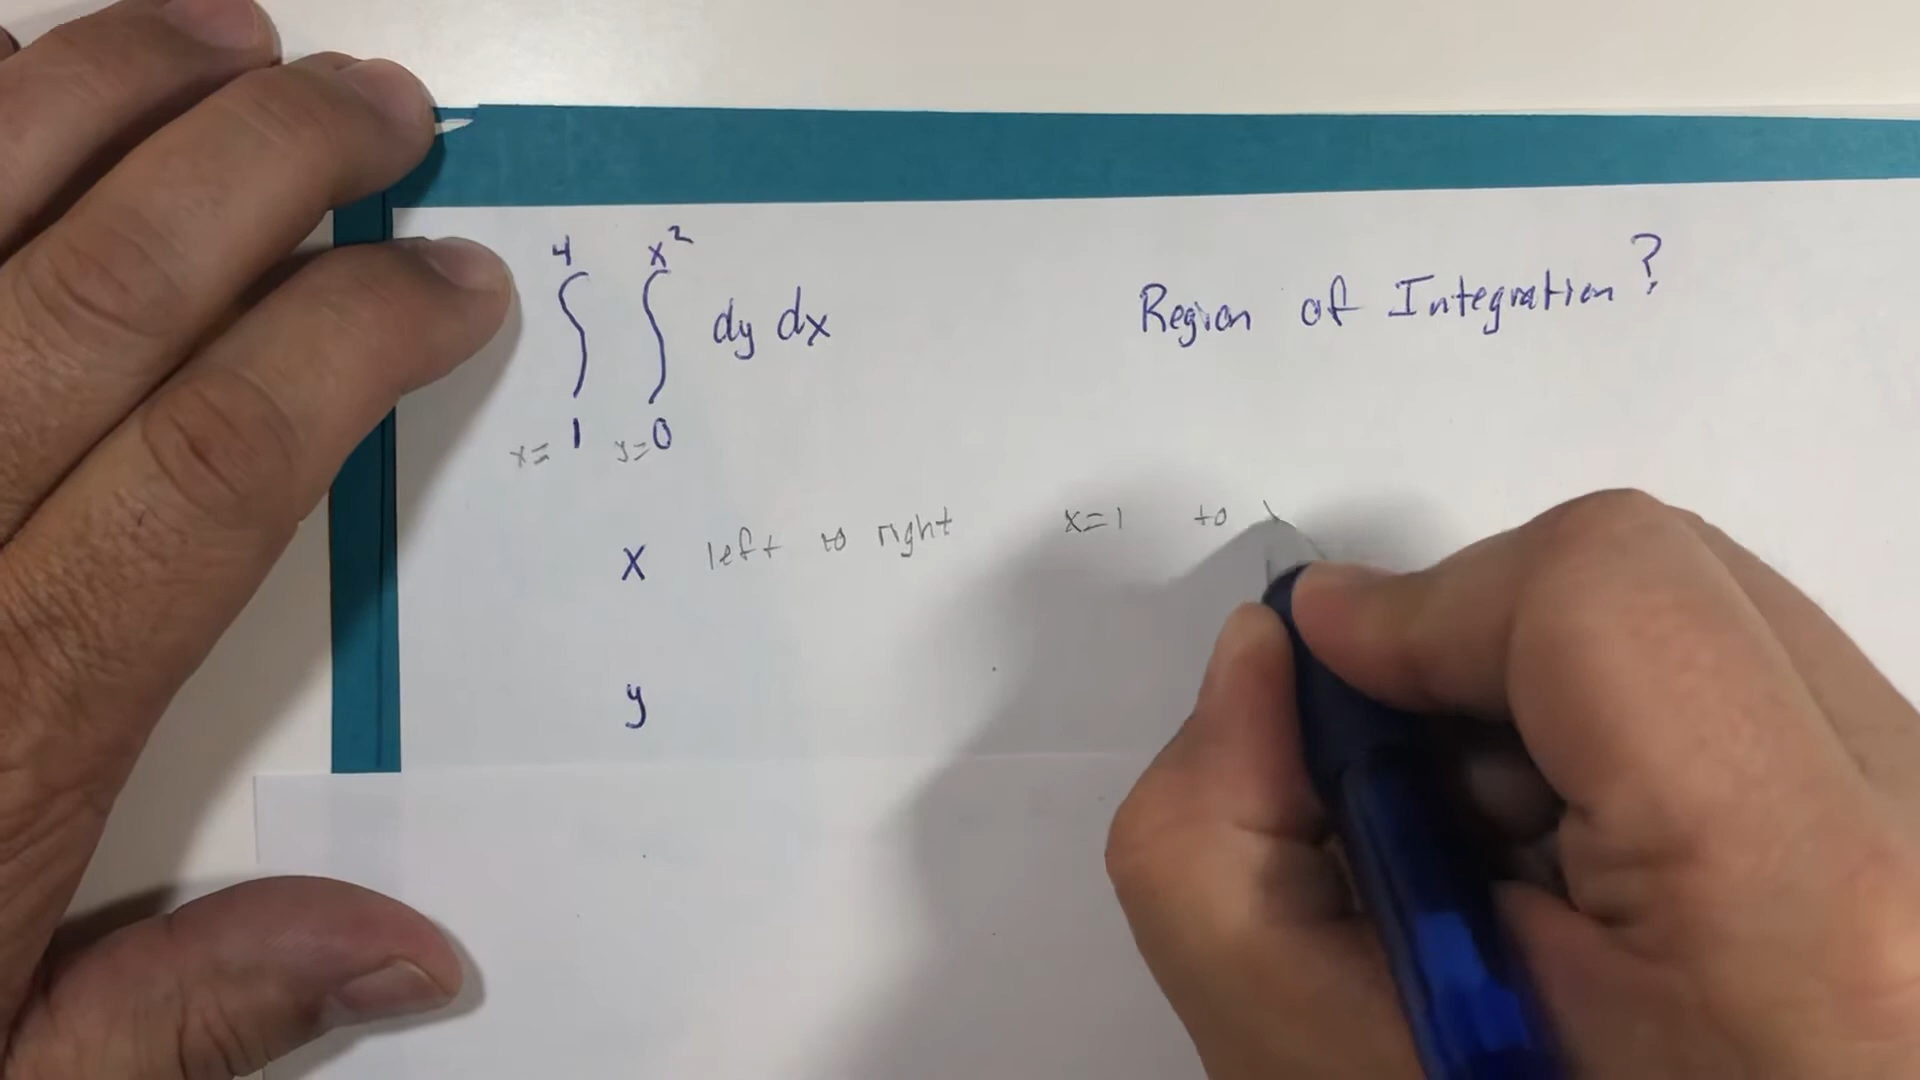 4 x²
∫ ∫ dy dx Region of Integration?
x= 1 y= 0
x left to right x=1 to
y